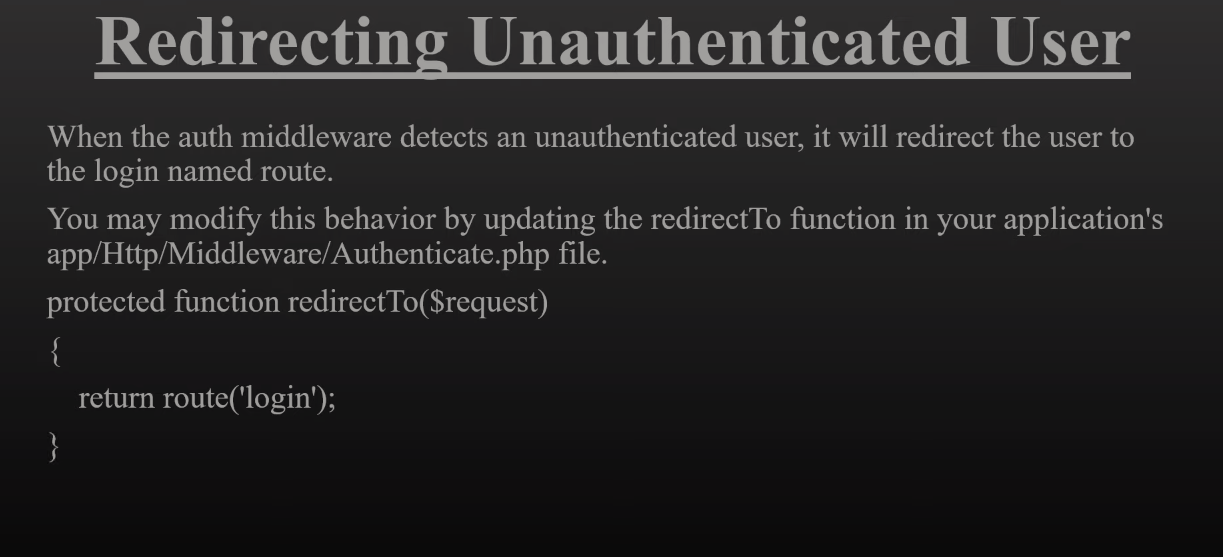 Redirecting Unauthenticated User
When the auth middleware detects an unauthenticated user, it will redirect the user to
the login named route.
You may modify this behavior by updating the redirectTo function in your application's
app/Http/Middleware/Authenticate.php file.
protected function redirectTo($request)
{
    return route('login');
}